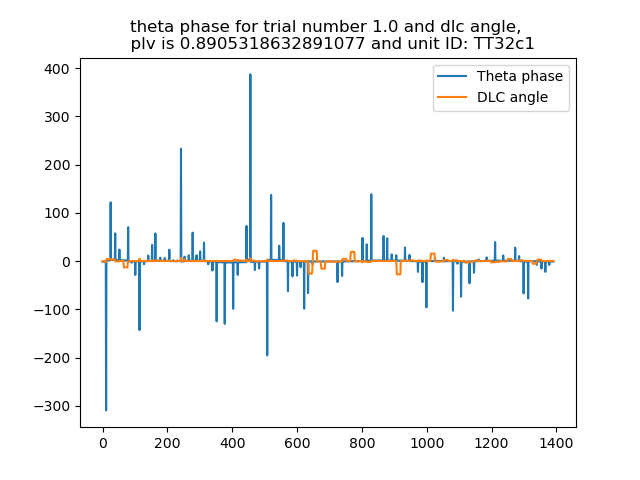 theta phase for trial number 1.0 and dlc angle,
plv is 0.8905318632891077 and unit ID: TT32c1
Theta phase
DLC angle
400
300
200
100
0
−100
−200
−300
0 200 400 600 800 1000 1200 1400